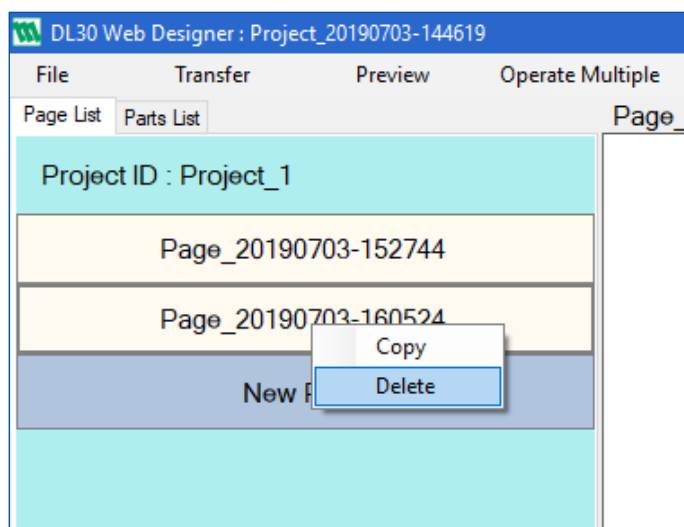 DL30 Web Designer : Project_20190703-144619
File Transfer Preview Operate Multiple
Page List Parts List Page_
Project ID : Project_1
Page_20190703-152744
Page_20190703-160524
Copy
New
Delete